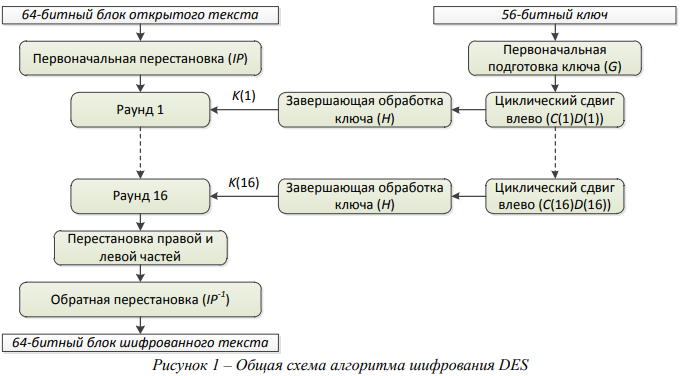 64-битный блок открытого текста
56-битный ключ
Первоначальная перестановка (IP)
Первоначальная
подготовка ключа (G)
Раунд 1
K(1)
Завершающая обработка
ключа (H)
Циклический сдвиг
влево (C(1)D(1))
Раунд 16
K(16)
Завершающая обработка
ключа (H)
Циклический сдвиг
влево (C(16)D(16))
Перестановка правой и
левой частей
Обратная перестановка (IP⁻¹)
64-битный блок шифрованного текста
Рисунок 1 – Общая схема алгоритма шифрования DES